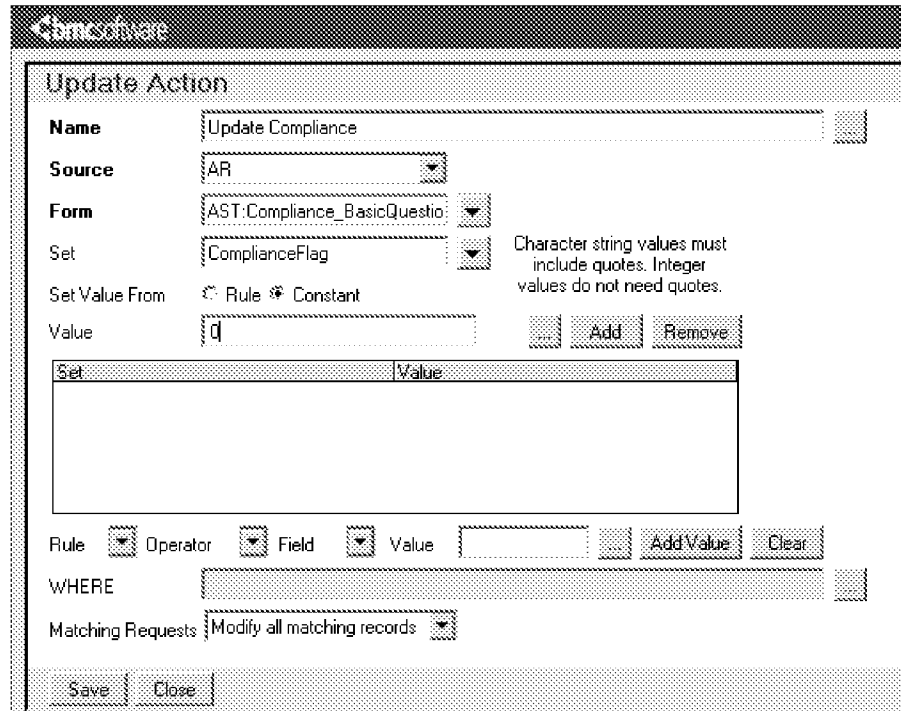 bmcsoftware
Update Action
Name Update Compliance ...
Source AR
Form AST:Compliance_BasicQuestio
Set ComplianceFlag
Character string values must
include quotes. Integer
values do not need quotes.
Set Value From Rule Constant
Value 0 ... Add Remove
Set Value
Rule Operator Field Value ... Add Value Clear
WHERE ...
Matching Requests Modify all matching records
Save Close